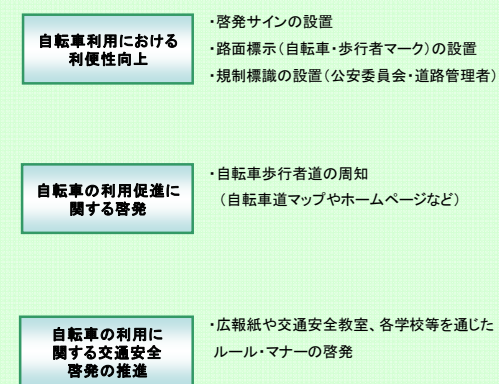 自転車利用における
利便性向上
・啓発サインの設置
・路面標示(自転車・歩行者マーク)の設置
・規制標識の設置(公安委員会・道路管理者)
自転車の利用促進に
関する啓発
・自転車歩行者道の周知
(自転車道マップやホームページなど)
自転車の利用に
関する交通安全
啓発の推進
・広報紙や交通安全教室、各学校等を通じた
ルール・マナーの啓発